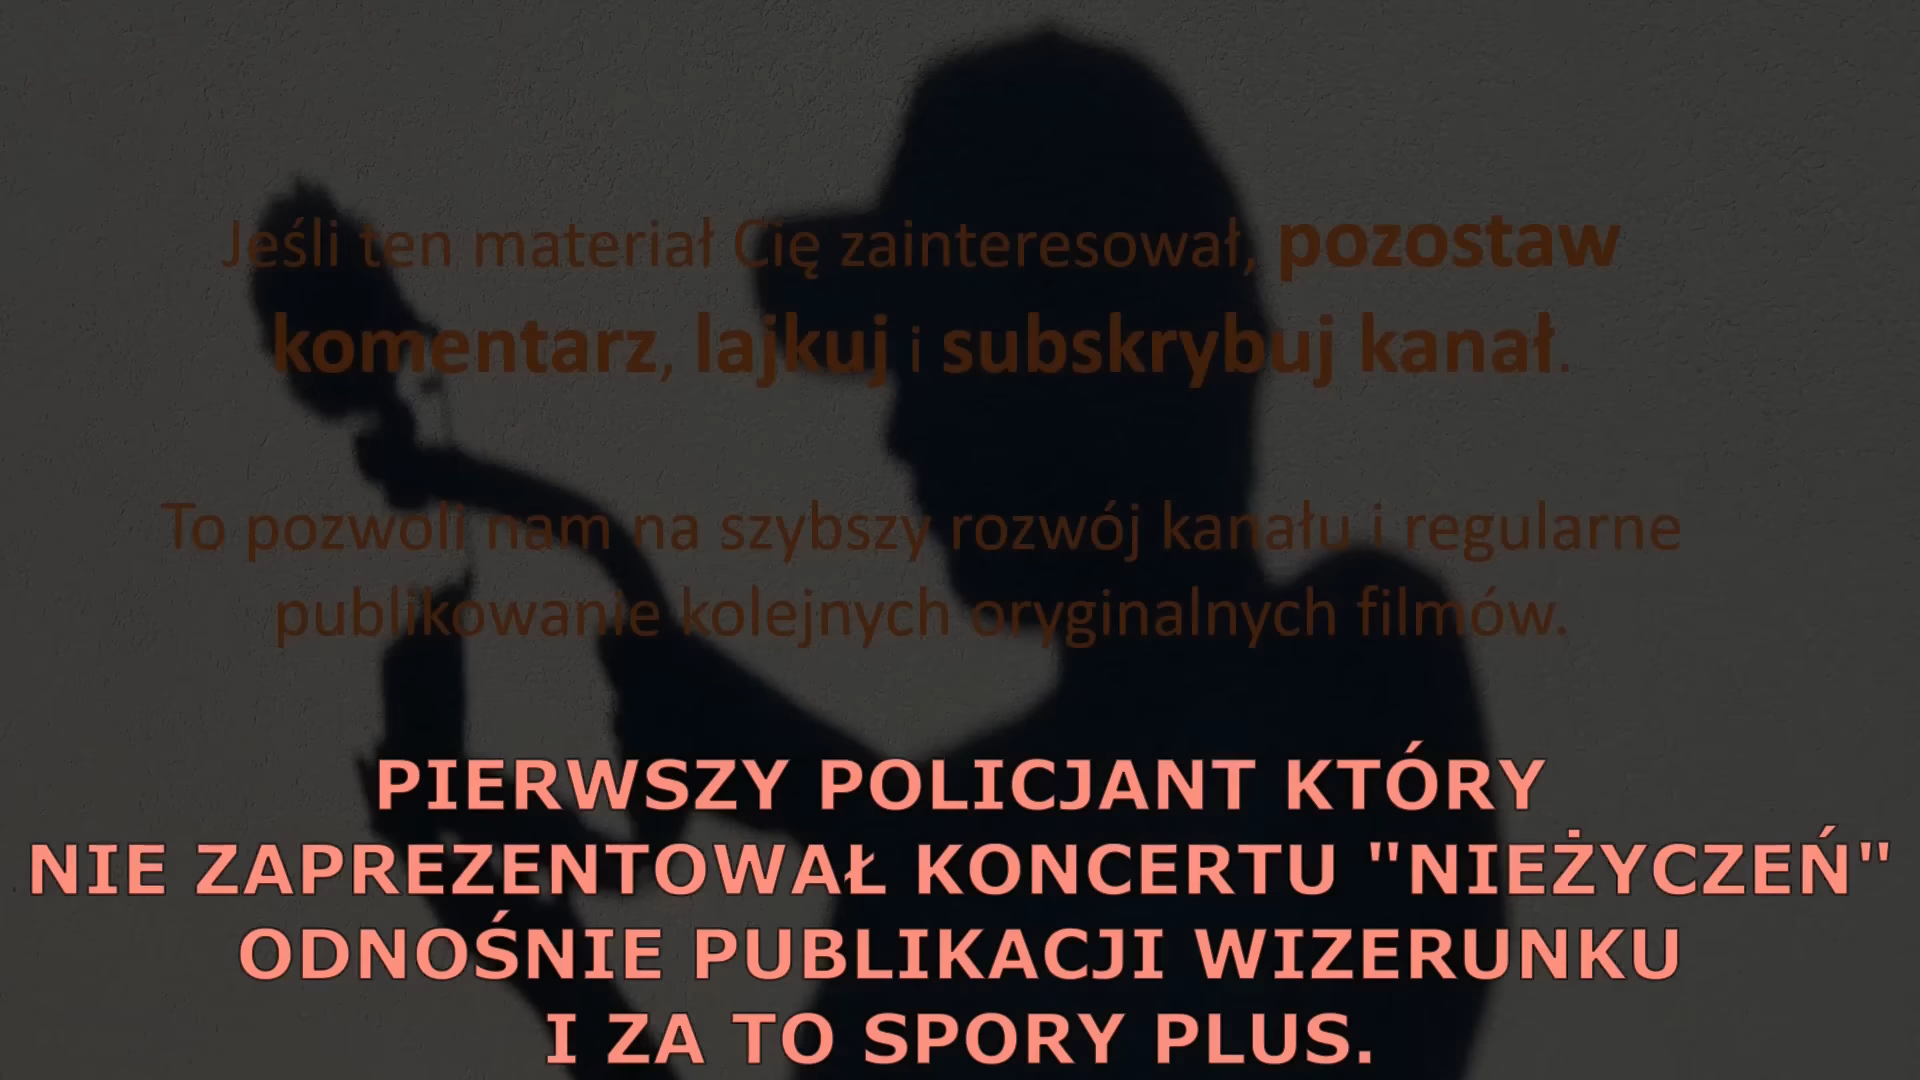 Jeśli ten materiał Cię zainteresował, pozostaw
komentarz, lajkuj i subskrybuj kanał.
To pozwoli nam na szybszy rozwój kanału i regularne
publikowanie kolejnych oryginalnych filmów.
PIERWSZY POLICJANT KTÓRY
NIE ZAPREZENTOWAŁ KONCERTU "NIEŻYCZEŃ"
ODNOŚNIE PUBLIKACJI WIZERUNKU
I ZA TO SPORY PLUS.